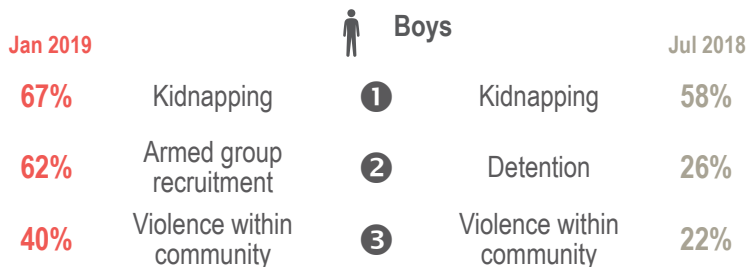 Boys
Jan 2019 Jul 2018
67% Kidnapping ❶ Kidnapping 58%
62% Armed group
recruitment ❷ Detention 26%
40% Violence within
community ❸ Violence within
community 22%